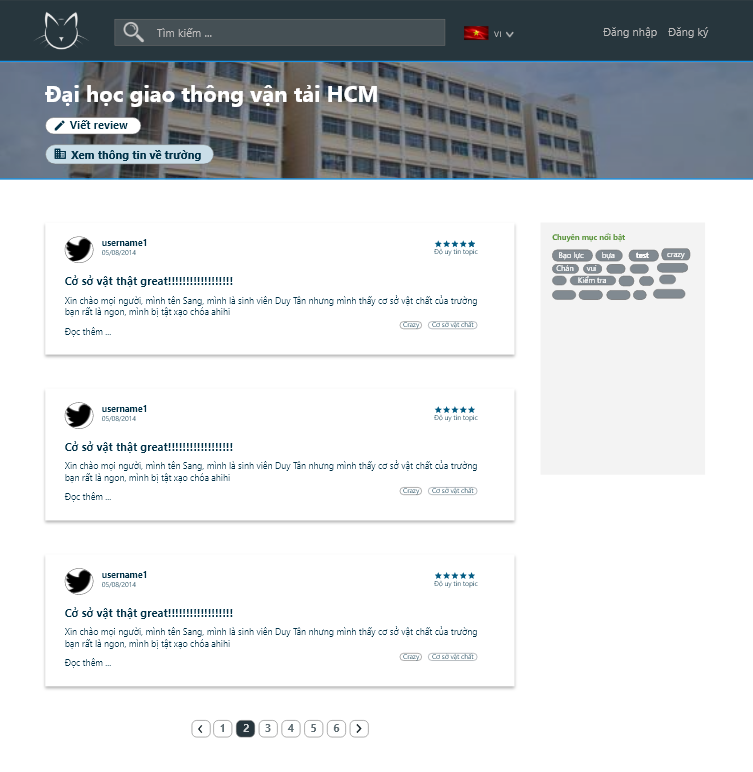 Tìm kiếm ...
VI
Đăng nhập
Đăng ký
Đại học giao thông vận tải HCM
Viết review
Xem thông tin về trường
username1
05/08/2014
Độ uy tín topic
Cở sở vật thật great!!!!!!!!!!!!!!!!!!
Xin chào mọi người, mình tên Sang, mình là sinh viên Duy Tân nhưng mình thấy cơ sở vật chất của trường
bạn rất là ngon, mình bị tật xạo chóa ahihi
Crazy
Cơ sở vật chất
Đọc thêm ...
username1
05/08/2014
Độ uy tín topic
Cở sở vật thật great!!!!!!!!!!!!!!!!!!
Xin chào mọi người, mình tên Sang, mình là sinh viên Duy Tân nhưng mình thấy cơ sở vật chất của trường
bạn rất là ngon, mình bị tật xạo chóa ahihi
Crazy
Cơ sở vật chất
Đọc thêm ...
username1
05/08/2014
Độ uy tín topic
Cở sở vật thật great!!!!!!!!!!!!!!!!!!
Xin chào mọi người, mình tên Sang, mình là sinh viên Duy Tân nhưng mình thấy cơ sở vật chất của trường
bạn rất là ngon, mình bị tật xạo chóa ahihi
Crazy
Cơ sở vật chất
Đọc thêm ...
1 2 3 4 5 6
Chuyên mục nổi bật
Bạo lực bựa test crazy
Chán vui
Kiểm tra